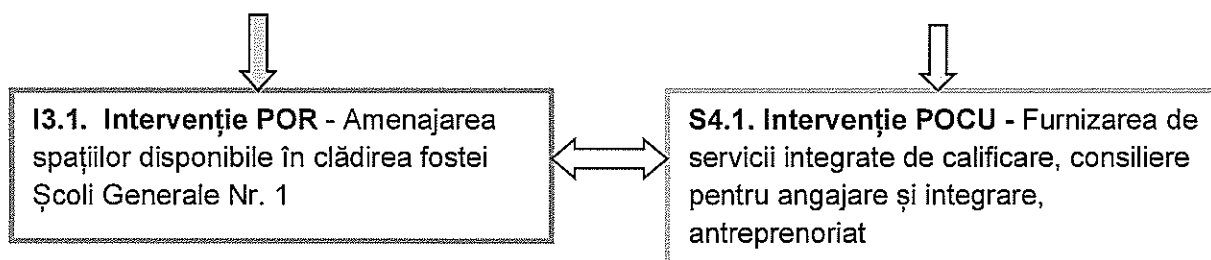 I3.1. Intervenție POR - Amenajarea
spațiilor disponibile în clădirea fostei
Școli Generale Nr. 1
S4.1. Intervenție POCU - Furnizarea de
servicii integrate de calificare, consiliere
pentru angajare și integrare,
antreprenoriat